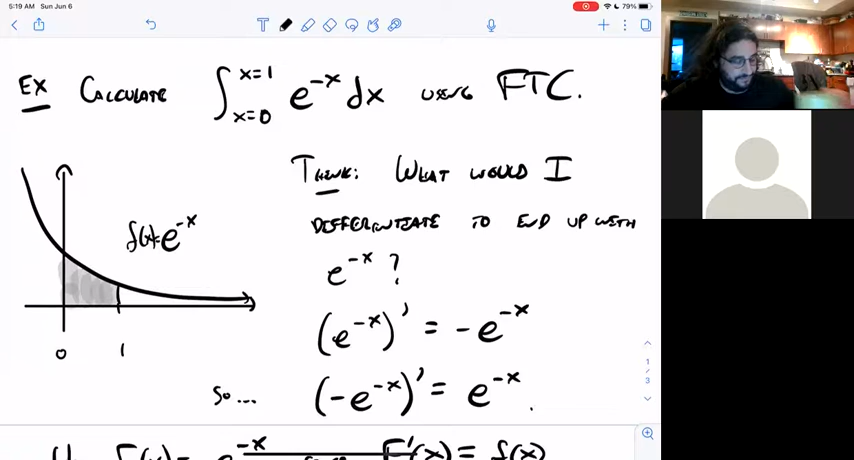 5:19 AM Sun Jun 6
79%
Ex Calculate ∫ₓ₌₀ˣ⁼¹ e⁻ˣ dx using FTC.
Think: What would I
differentiate to end up with
e⁻ˣ ?
f(x)=e⁻ˣ
(e⁻ˣ)' = -e⁻ˣ
0 1
so... (-e⁻ˣ)' = e⁻ˣ.
1
/
3
F'(x) = f(x)